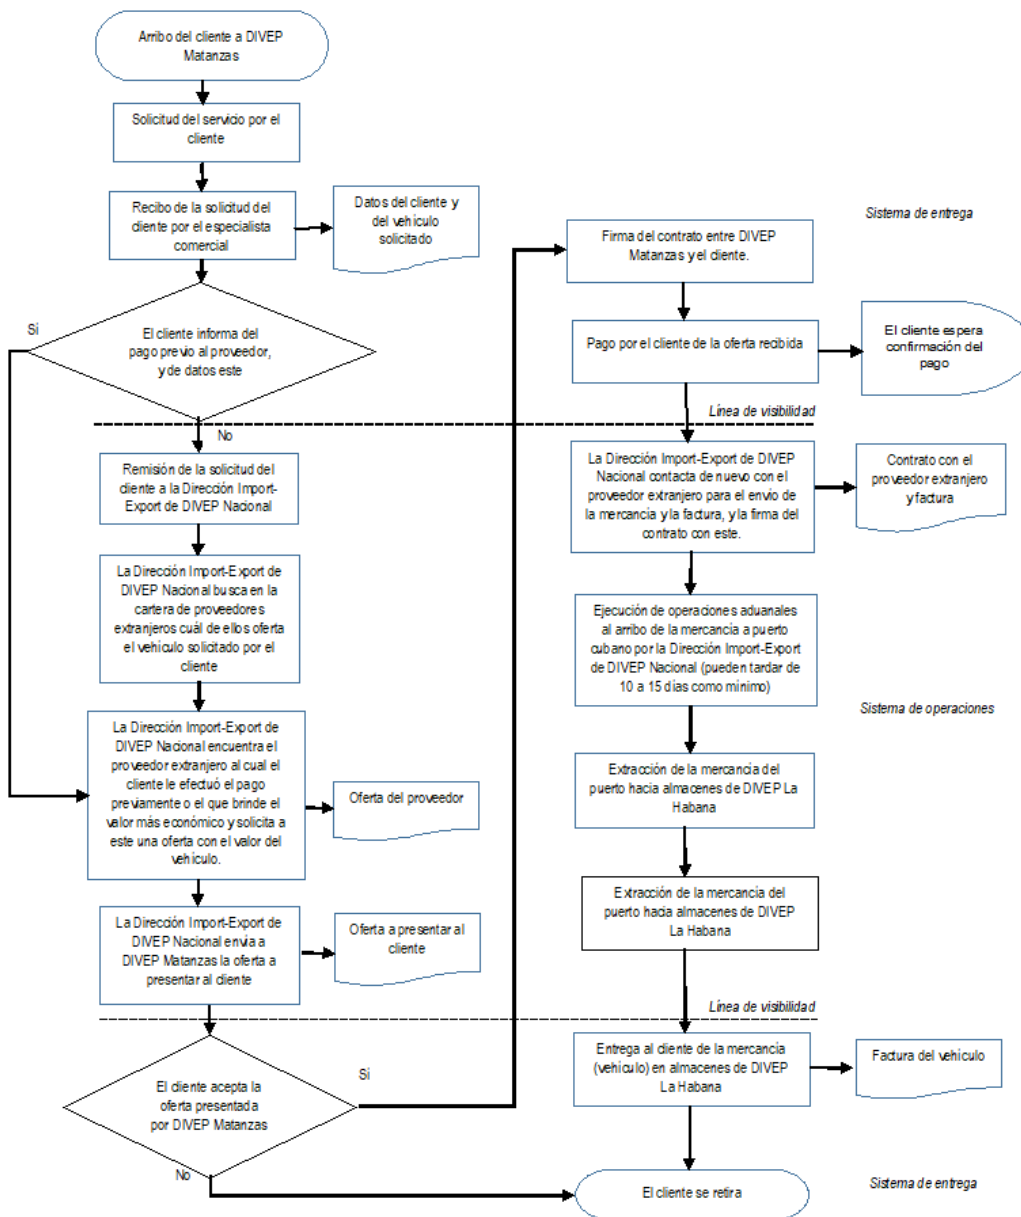 Arribo del cliente a DIVEP
Matanzas
Solicitud del servicio por el
cliente
Recibo de la solicitud del
cliente por el especialista
comercial
Datos del cliente y
del vehículo
solicitado
Si
El cliente informa del
pago previo al proveedor,
y de datos este
No
Remisión de la solicitud del
cliente a la Dirección Import-
Export de DIVEP Nacional
La Dirección Import-Export de
DIVEP Nacional busca en la
cartera de proveedores
extranjeros cuál de ellos oferta
el vehículo solicitado por el
cliente
La Dirección Import-Export de
DIVEP Nacional encuentra el
proveedor extranjero al cual el
cliente le efectuó el pago
previamente o el que brinde el
valor más económico y solicita a
este una oferta con el valor del
vehículo.
Oferta del proveedor
La Dirección Import-Export de
DIVEP Nacional envía a
DIVEP Matanzas la oferta a
presentar al cliente
Oferta a presentar al
cliente
El cliente acepta la
oferta presentada
por DIVEP Matanzas
Sí
No
Sistema de entrega
Firma del contrato entre DIVEP
Matanzas y el cliente.
Pago por el cliente de la oferta recibida
El cliente espera
confirmación del
pago
Línea de visibilidad
La Dirección Import-Export de DIVEP
Nacional contacta de nuevo con el
proveedor extranjero para el envío de
la mercancía y la factura, y la firma del
contrato con este.
Contrato con el
proveedor extranjero
y factura
Ejecución de operaciones aduanales
al arribo de la mercancía a puerto
cubano por la Dirección Import-Export
de DIVEP Nacional (pueden tardar de
10 a 15 días como mínimo)
Sistema de operaciones
Extracción de la mercancía del
puerto hacia almacenes de DIVEP La
Habana
Extracción de la mercancía del
puerto hacia almacenes de DIVEP
La Habana
Línea de visibilidad
Entrega al cliente de la mercancía
(vehículo) en almacenes de DIVEP
La Habana
Factura del vehículo
El cliente se retira
Sistema de entrega